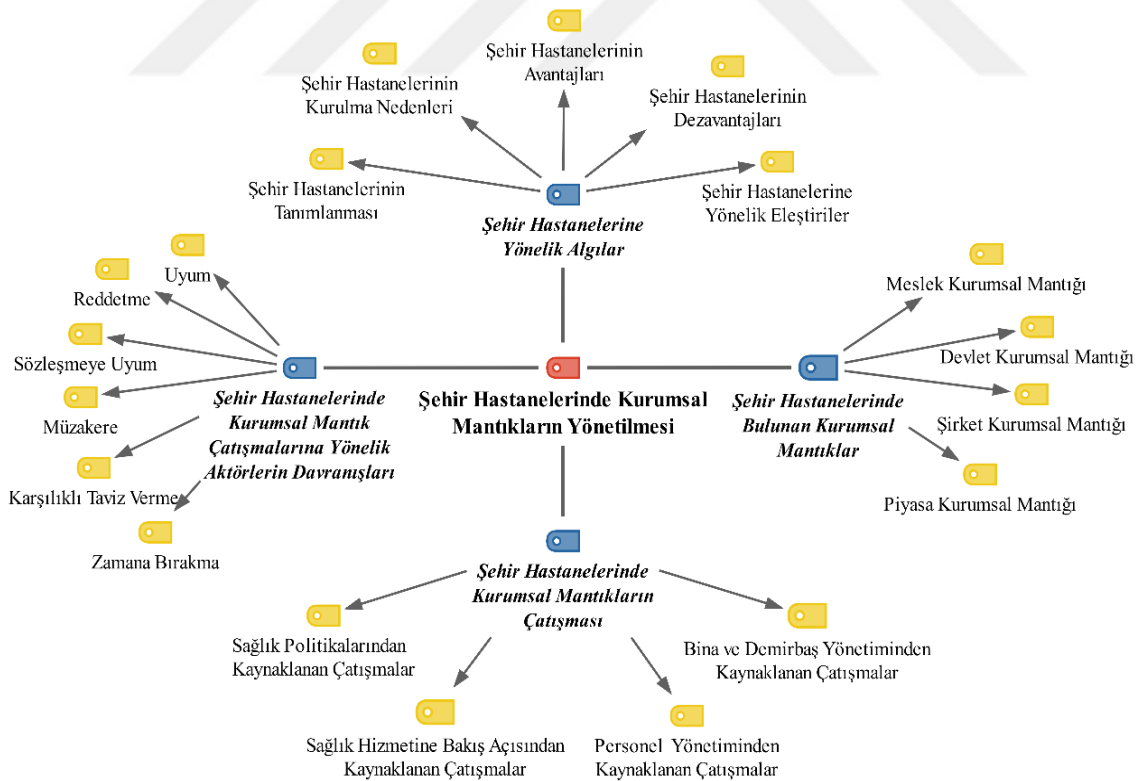 Şehir Hastanelerinin
Avantajları
Şehir Hastanelerinin
Kurulma Nedenleri
Şehir Hastanelerinin
Dezavantajları
Şehir Hastanelerinin
Tanımlanması
Şehir Hastanelerine
Yönelik Eleştiriler
Şehir Hastanelerine
Yönelik Algılar
Uyum
Reddetme
Sözleşmeye Uyum
Müzakere
Karşılıklı Taviz Verme
Zamana Bırakma
Şehir Hastanelerinde
Kurumsal Mantık
Çatışmalarına Yönelik
Aktörlerin Davranışları
Şehir Hastanelerinde Kurumsal
Mantıkların Yönetilmesi
Şehir Hastanelerinde
Bulunan Kurumsal
Mantıklar
Meslek Kurumsal Mantığı
Devlet Kurumsal Mantığı
Şirket Kurumsal Mantığı
Piyasa Kurumsal Mantığı
Şehir Hastanelerinde
Kurumsal Mantıkların
Çatışması
Sağlık Politikalarından
Kaynaklanan Çatışmalar
Bina ve Demirbaş Yönetiminden
Kaynaklanan Çatışmalar
Sağlık Hizmetine Bakış Açısından
Kaynaklanan Çatışmalar
Personel Yönetiminden
Kaynaklanan Çatışmalar